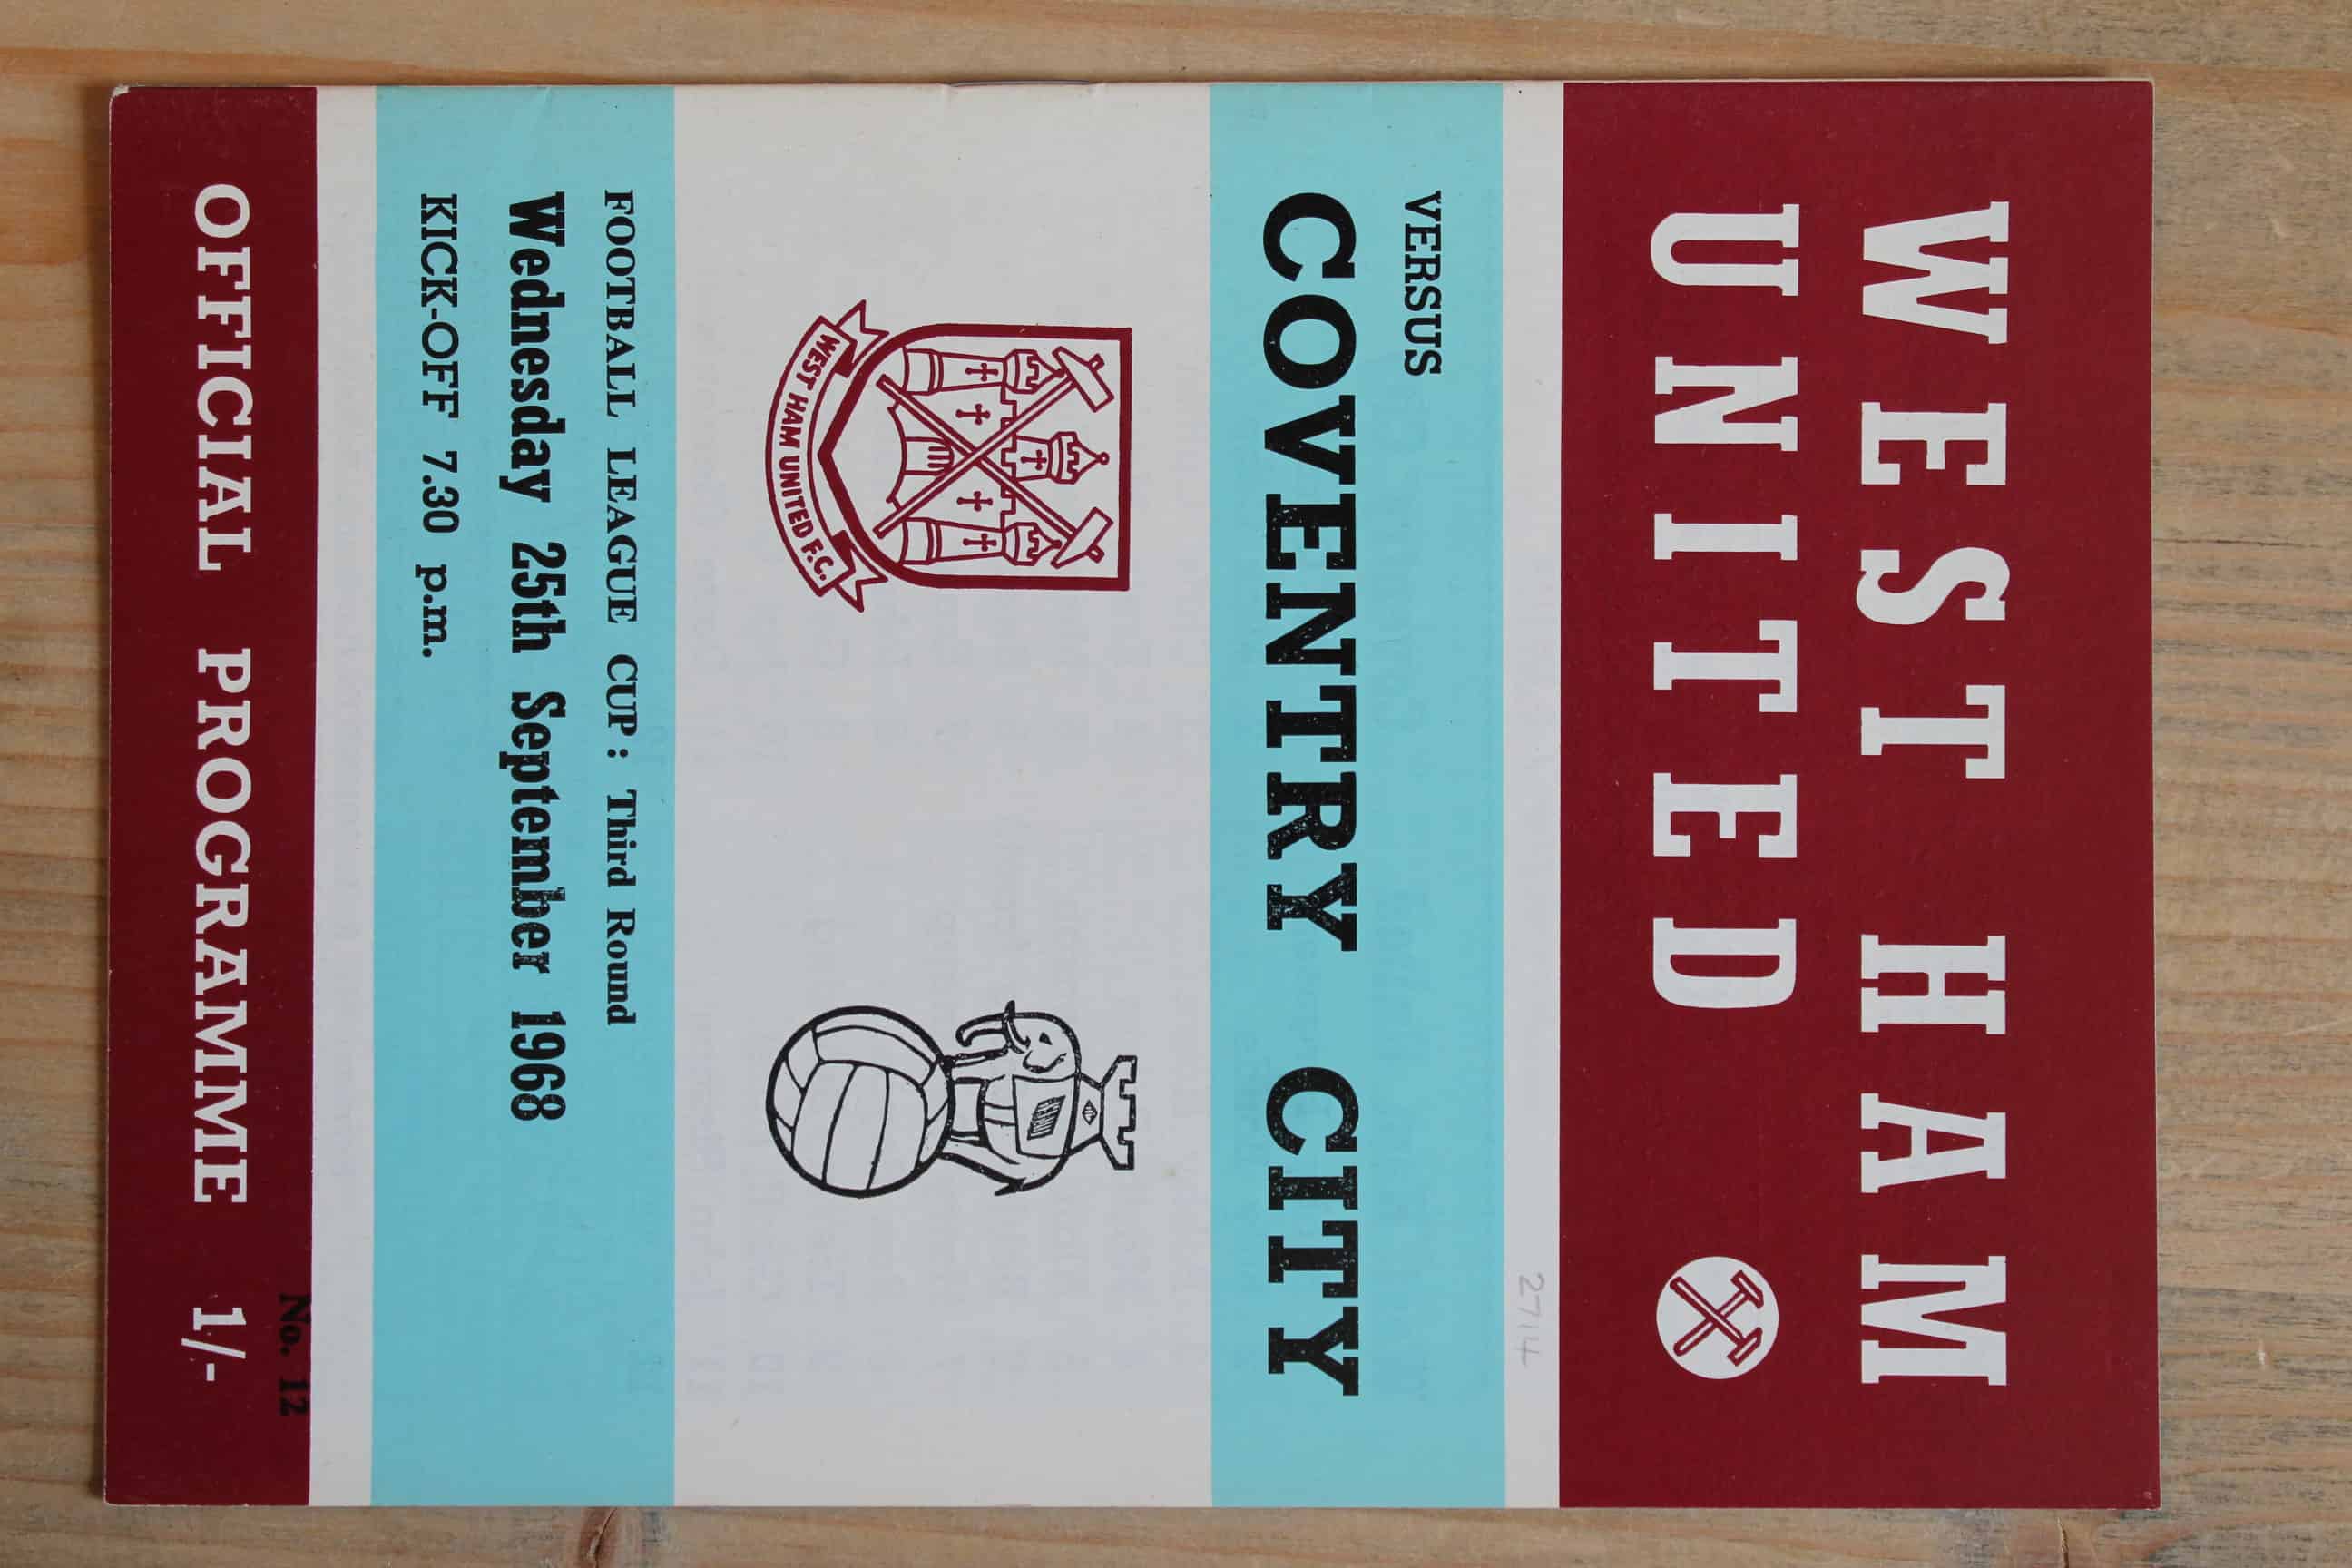 WEST HAM
UNITED
2714
VERSUS
COVENTRY CITY
WEST HAM UNITED F.C.
FOOTBALL LEAGUE CUP: Third Round
Wednesday 25th September 1968
KICK-OFF 7.30 p.m.
No. 12
OFFICIAL PROGRAMME 1/-